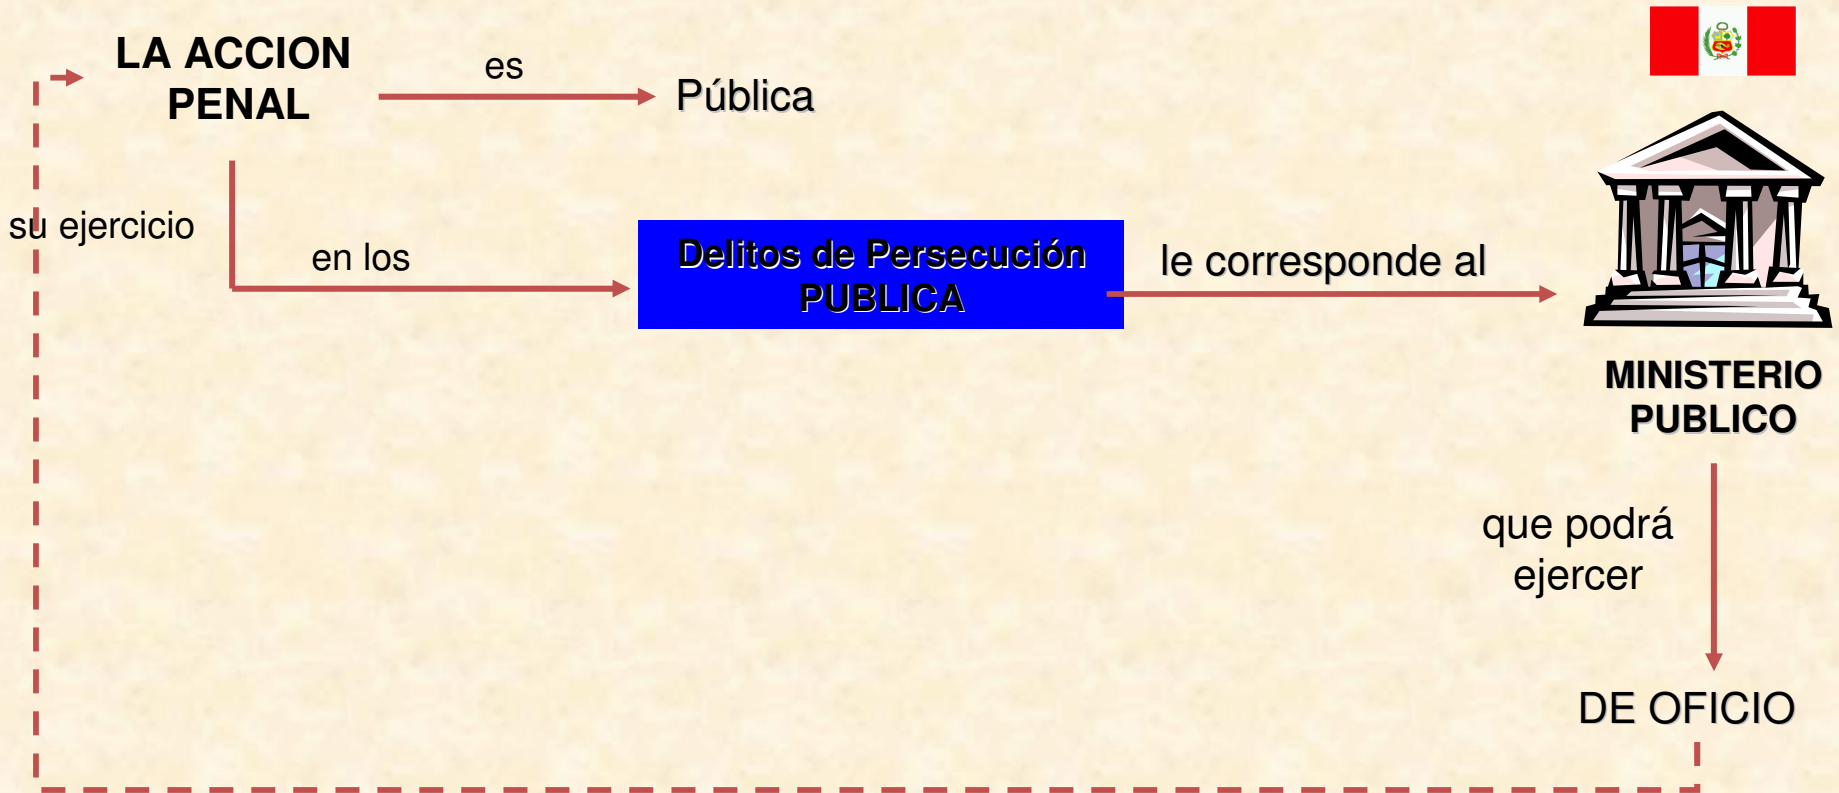 LA ACCION
PENAL
es
Pública
su ejercicio
en los
Delitos de Persecución
PUBLICA
le corresponde al
MINISTERIO
PUBLICO
que podrá
ejercer
DE OFICIO